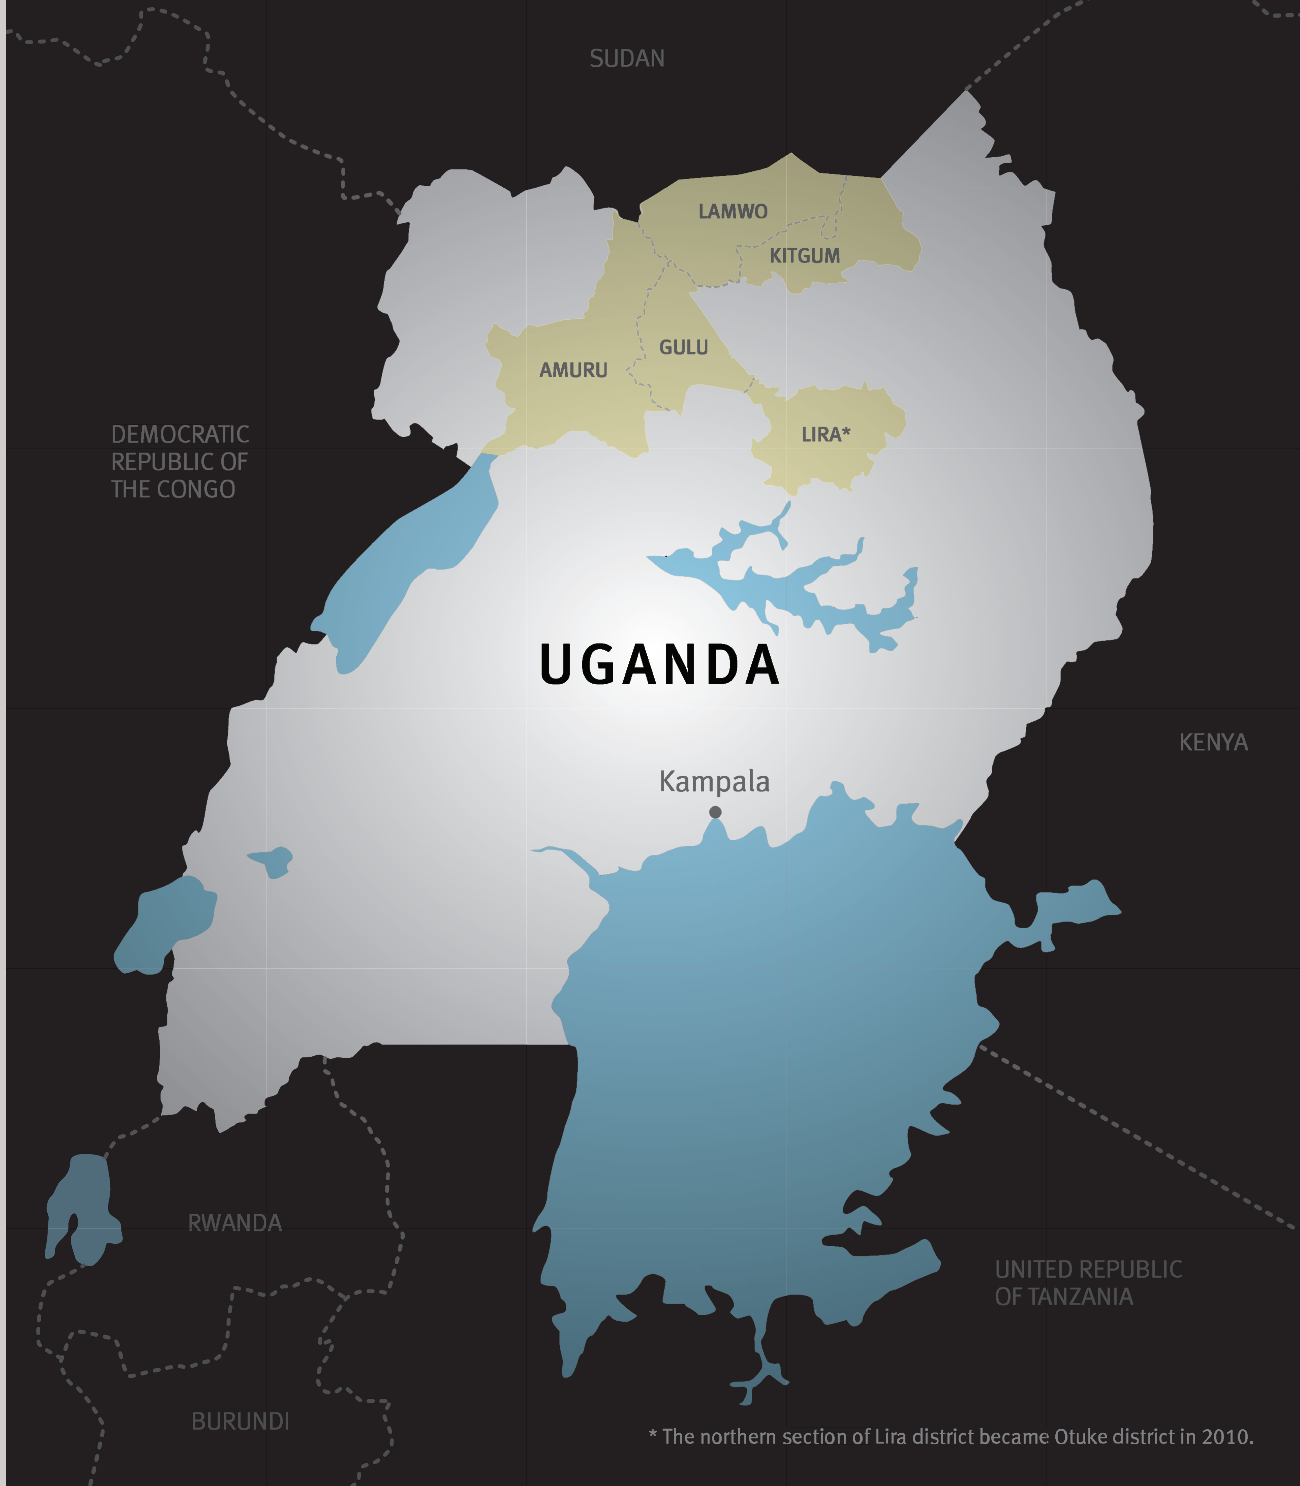 SUDAN
LAMWO
KITGUM
GULU
AMURU
LIRA*
DEMOCRATIC
REPUBLIC OF
THE CONGO
UGANDA
KENYA
Kampala
RWANDA
UNITED REPUBLIC
OF TANZANIA
BURUNDI
* The northern section of Lira district became Otuke district in 2010.